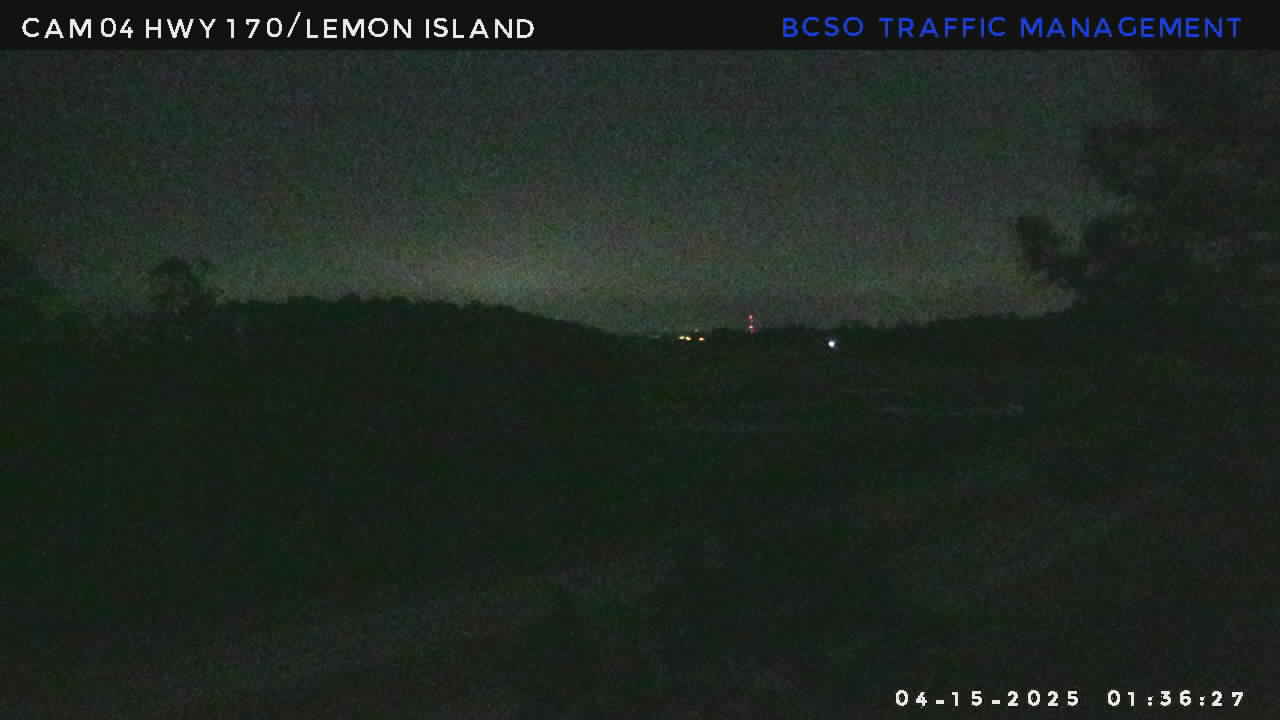 CAM04 HWY 170/LEMON ISLAND
BCSO TRAFFIC MANAGEMENT
04-15-2025 01:36:27